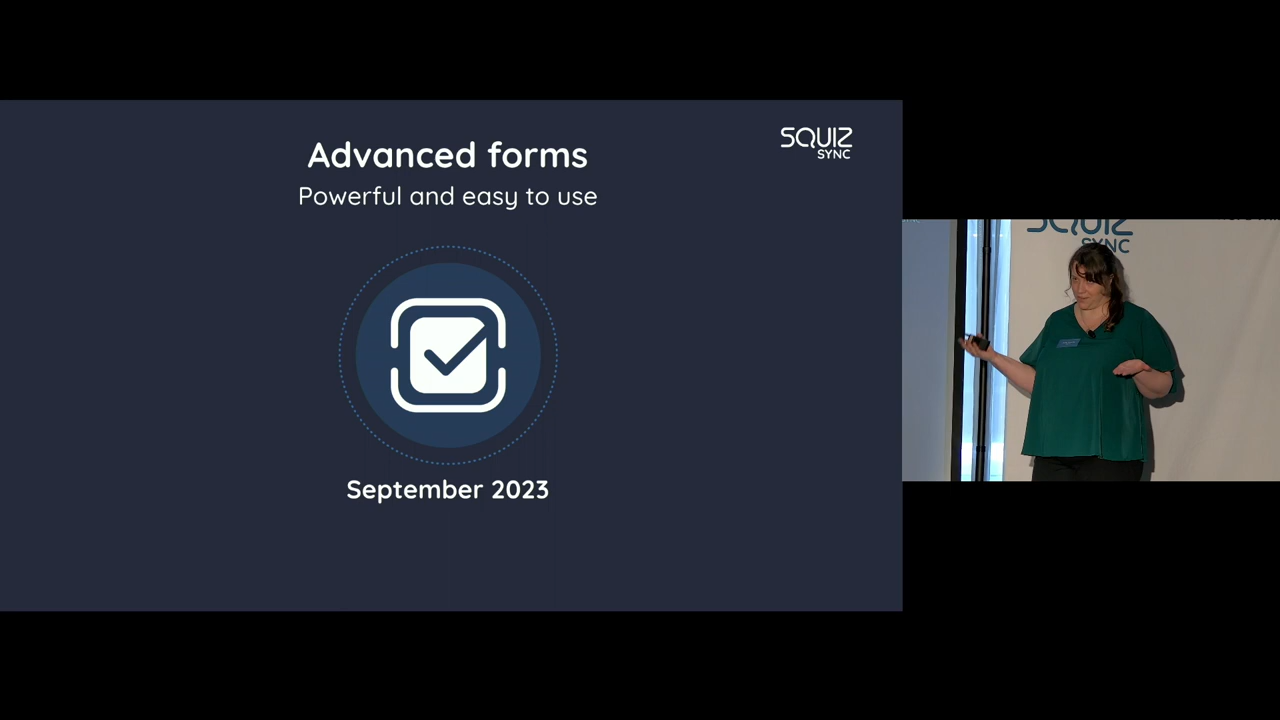 Advanced forms
Powerful and easy to use
SQUIZ
SYNC
September 2023
SQUIZ
SYNC